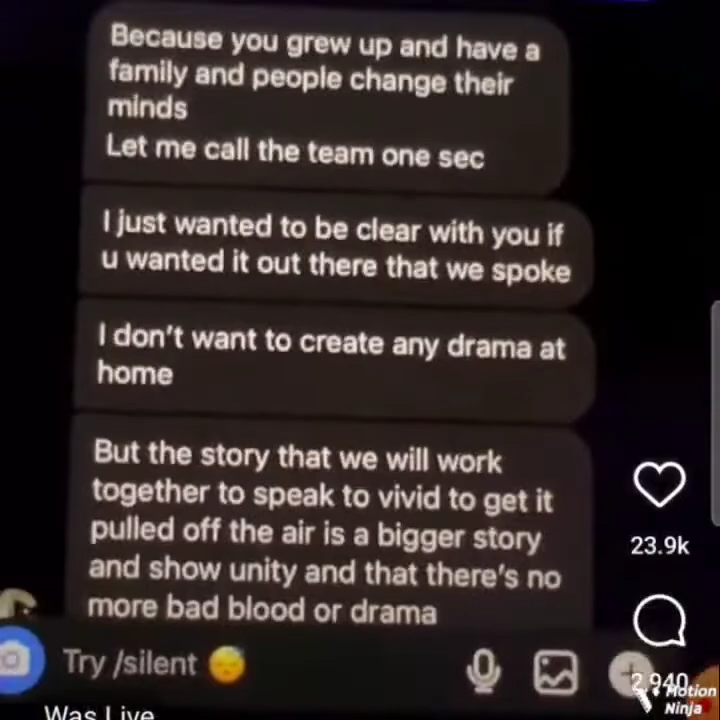 Because you grew up and have a
family and people change their
minds
Let me call the team one sec
I just wanted to be clear with you if
u wanted it out there that we spoke
I don't want to create any drama at
home
But the story that we will work
together to speak to vivid to get it
pulled off the air is a bigger story
and show unity and that there's no
more bad blood or drama
Try /silent 😴
23.9k
2,940
Motion
Ninja
Was Live